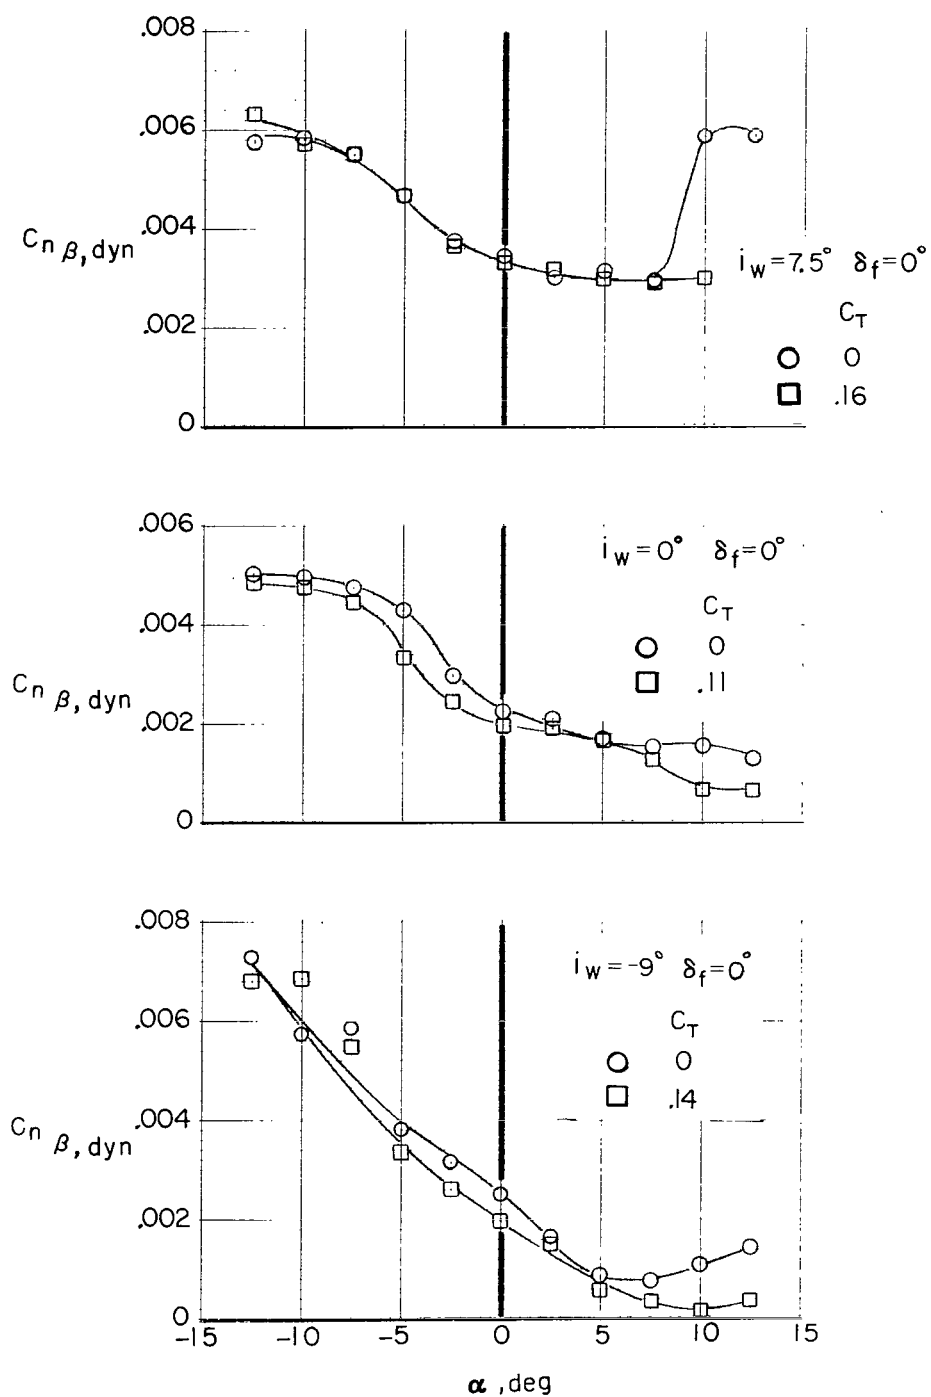 .008
.006
.004
.002
0
Cn β, dyn
iw=7.5° δf=0°
CT
0
.16
.006
.004
.002
0
Cn β, dyn
iw=0° δf=0°
CT
0
.11
.008
.006
.004
.002
0
Cn β, dyn
iw=-9° δf=0°
CT
0
.14
-15 -10 -5 0 5 10 15
α, deg